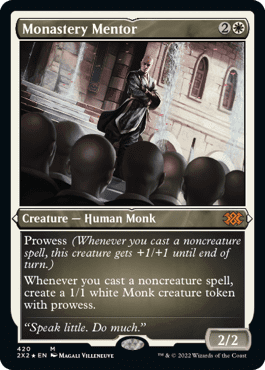 Monastery Mentor 2
Creature — Human Monk
Prowess (Whenever you cast a noncreature
spell, this creature gets +1/+1 until end of
turn.)
Whenever you cast a noncreature spell,
create a 1/1 white Monk creature token
with prowess.
“Speak little. Do much.”
2/2
420 M
2X2 ★ EN MAGALI VILLENEUVE ™ & © 2022 Wizards of the Coast